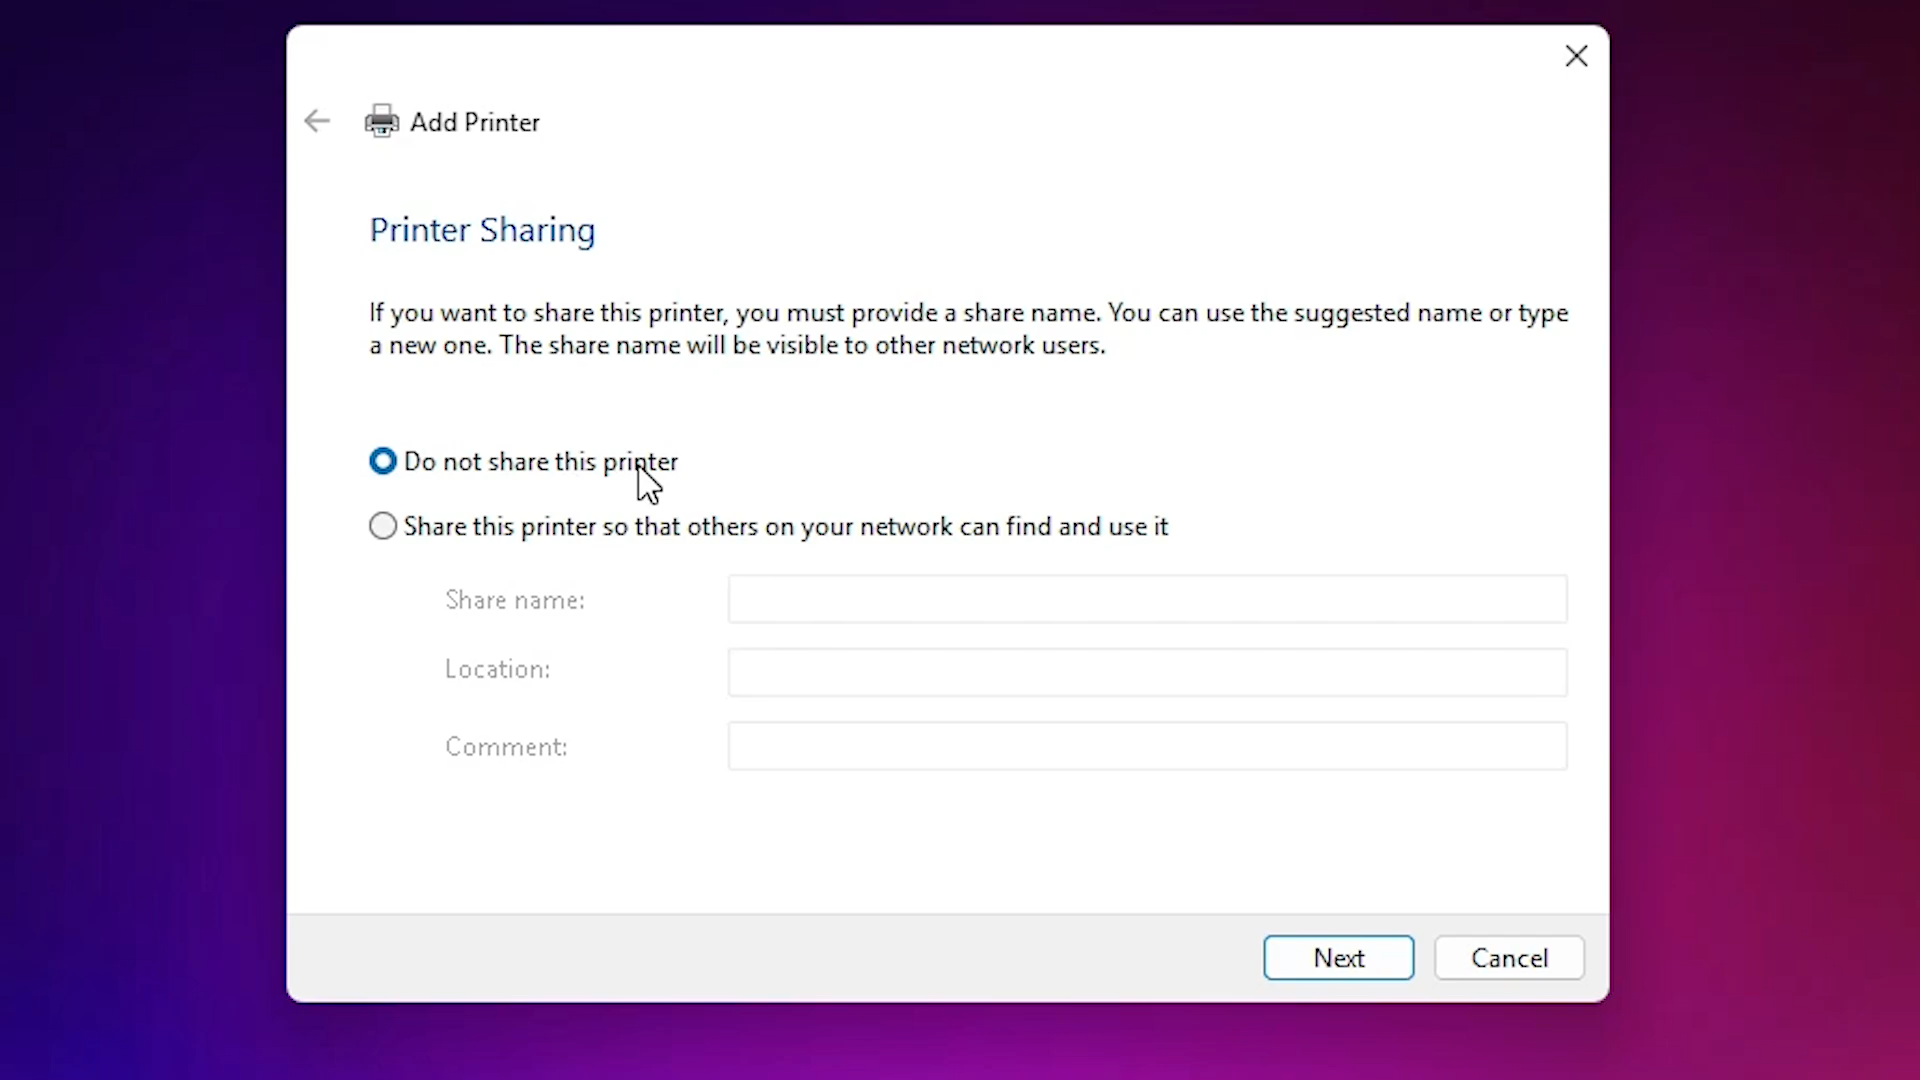 Add Printer
Printer Sharing
If you want to share this printer, you must provide a share name. You can use the suggested name or type
a new one. The share name will be visible to other network users.
Do not share this printer
Share this printer so that others on your network can find and use it
Share name:
Location:
Comment:
Next
Cancel